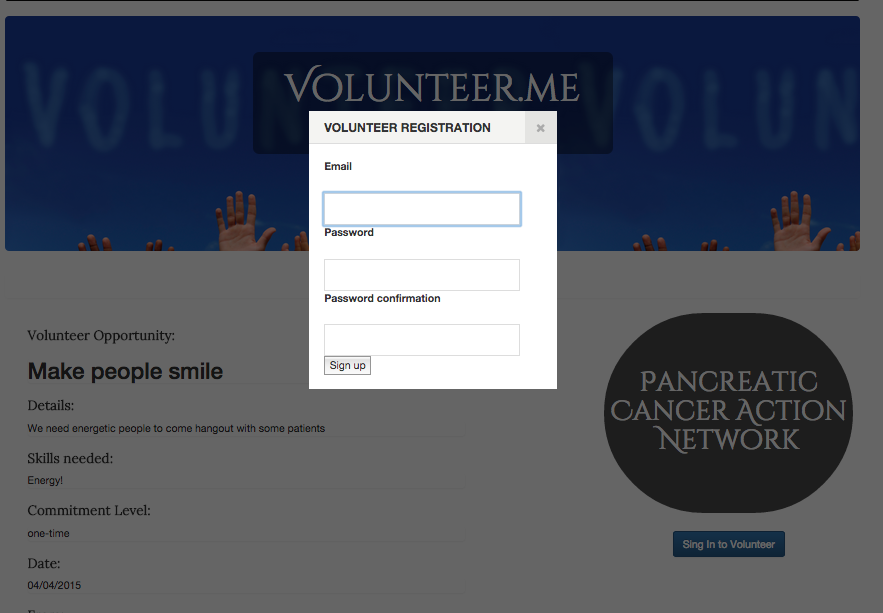 VOLUN
VOLUN
VOLUNTEER.ME
VOLUNTEER REGISTRATION
×
Email
Password
Password confirmation
Sign up
Volunteer Opportunity:
Make people smile
Details:
We need energetic people to come hangout with some patients
Skills needed:
Energy!
Commitment Level:
one-time
Date:
04/04/2015
PANCREATIC
CANCER ACTION
NETWORK
Sing In to Volunteer